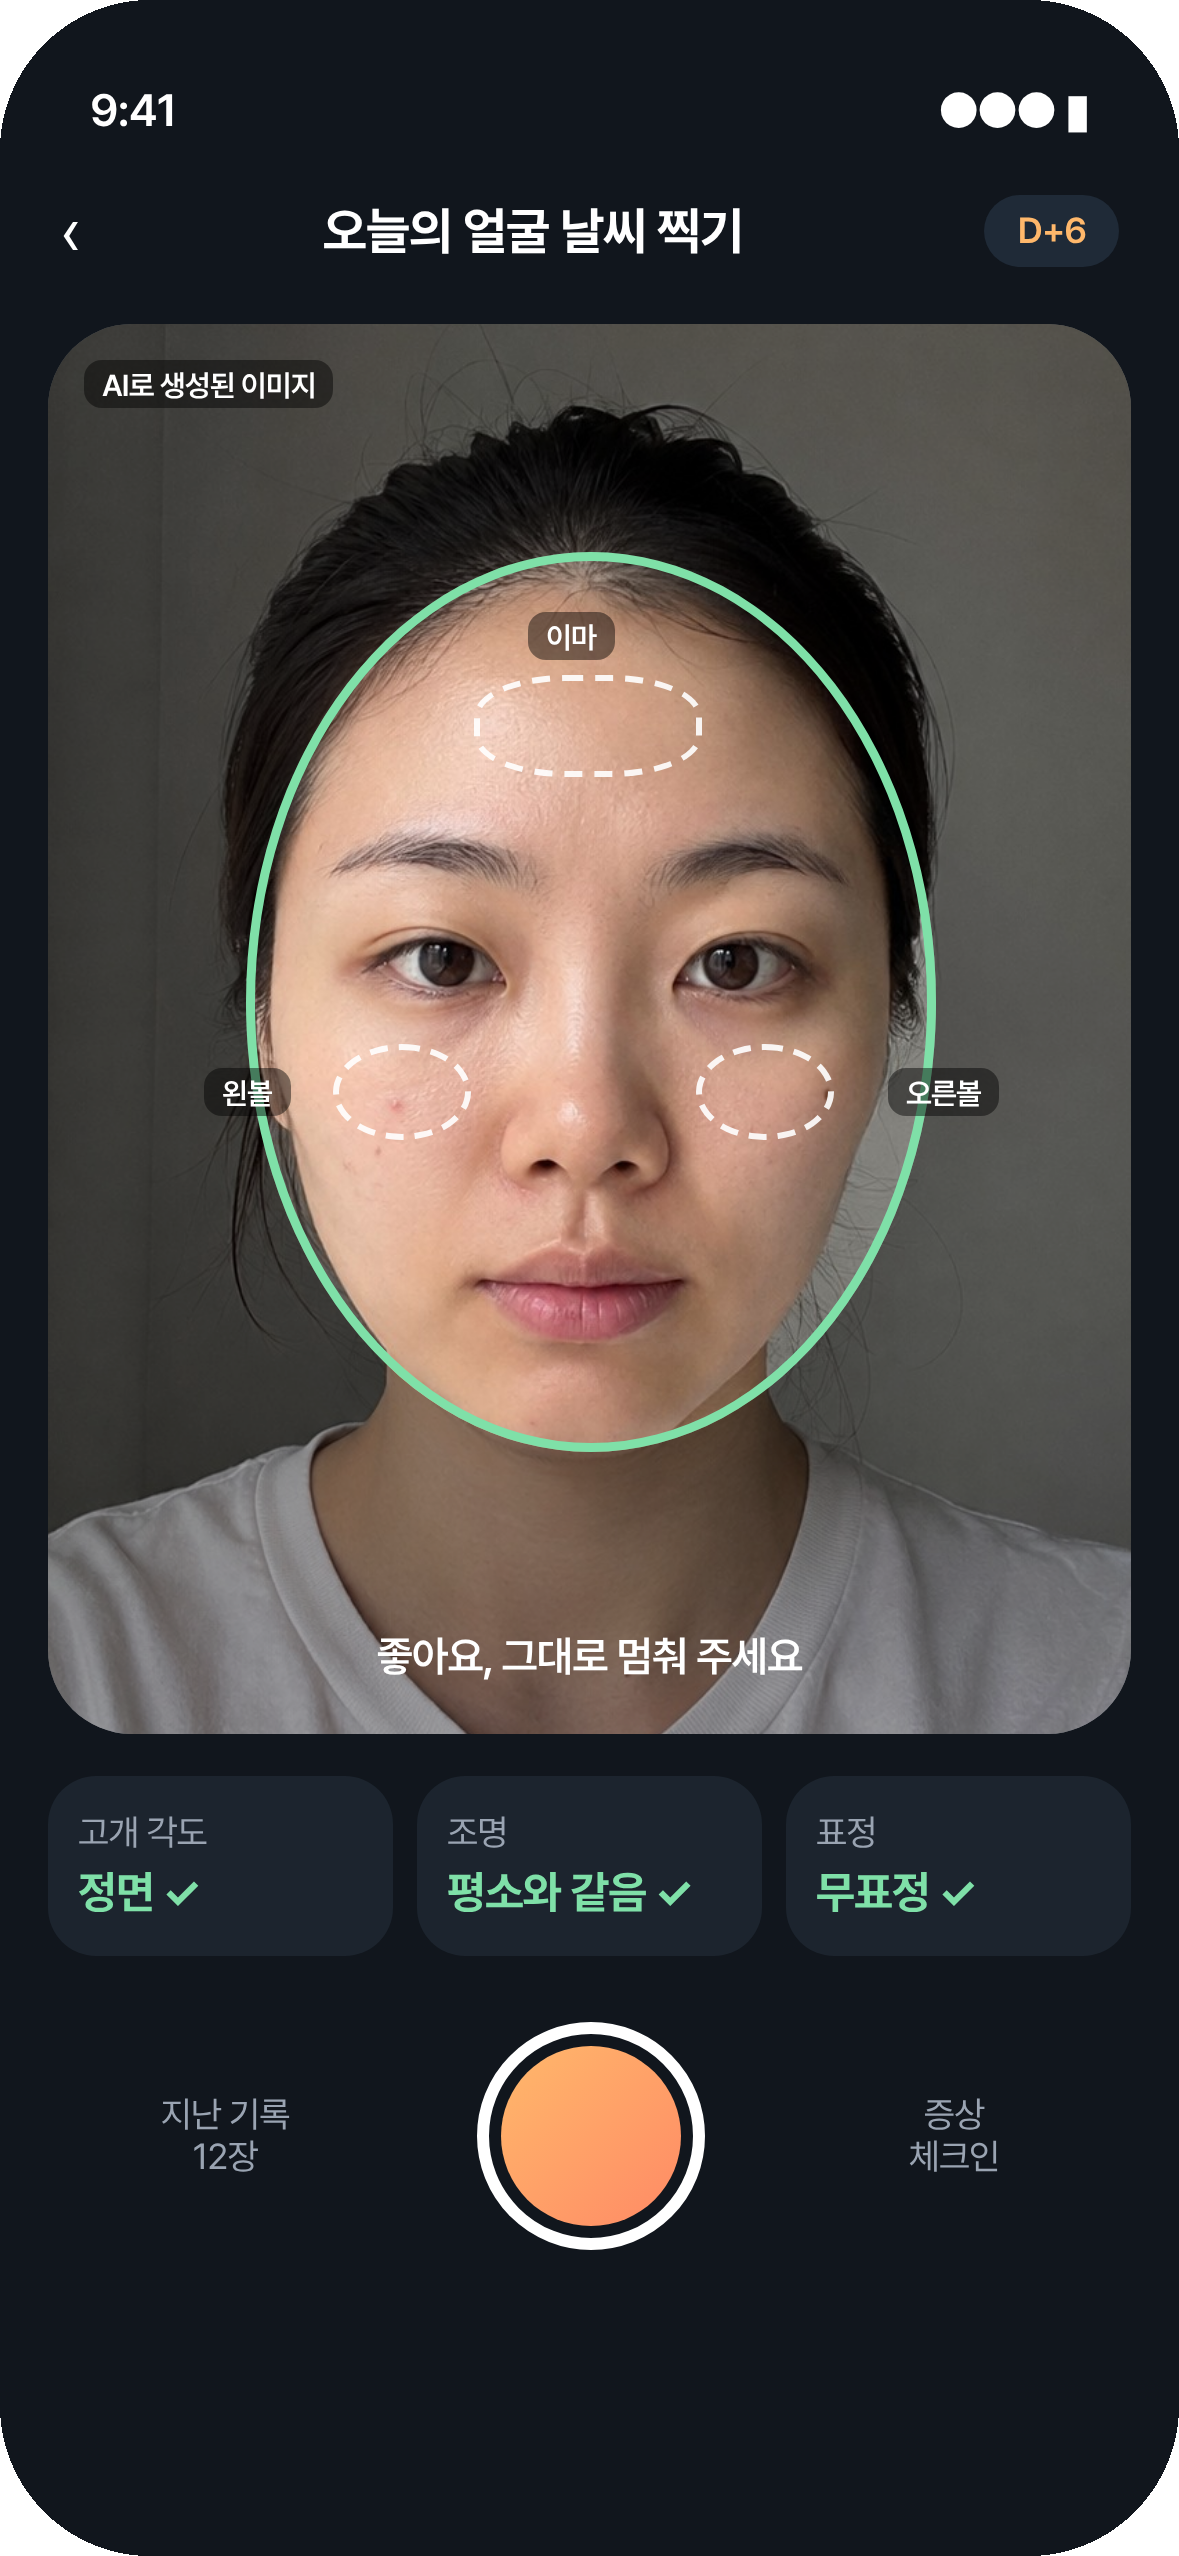 9:41
‹ 오늘의 얼굴 날씨 찍기 D+6
AI로 생성된 이미지
이마
왼볼
오른볼
좋아요, 그대로 멈춰 주세요
고개 각도
정면 ✓
조명
평소와 같음 ✓
표정
무표정 ✓
지난 기록
12장
증상
체크인